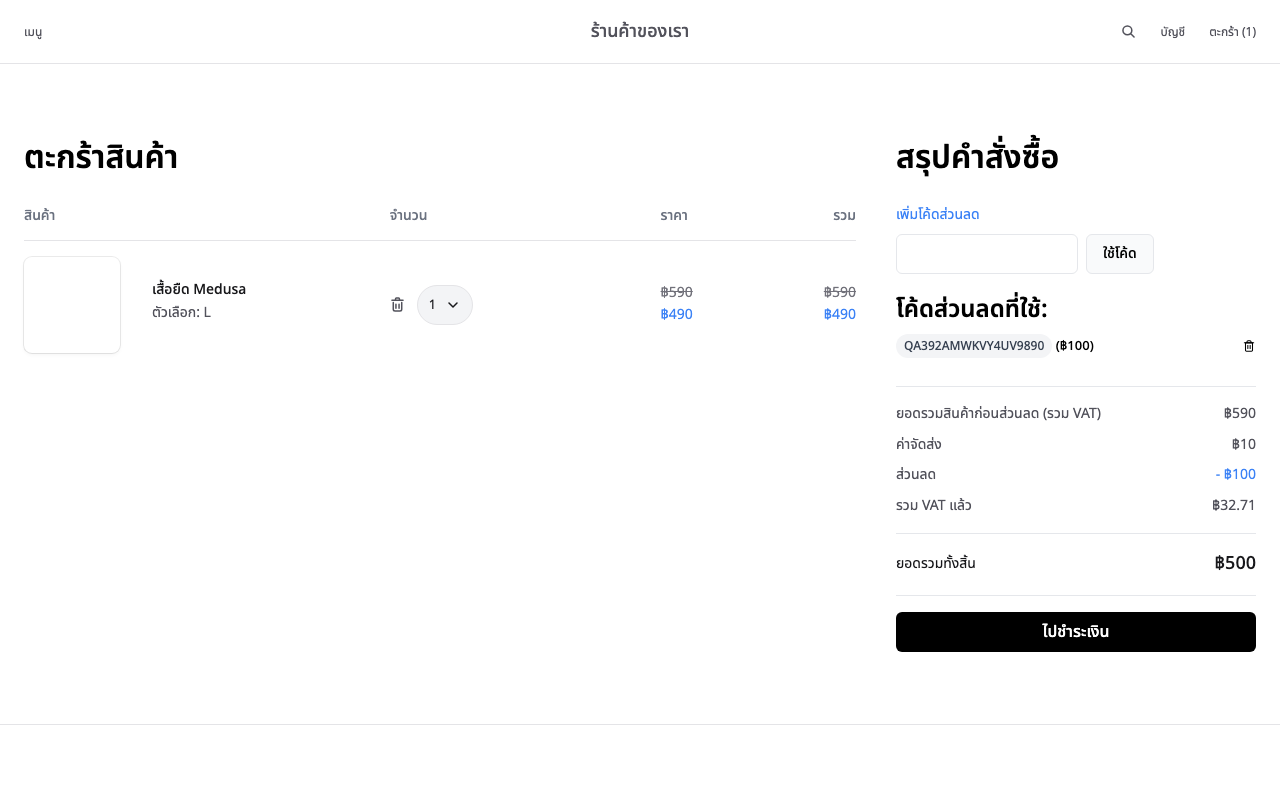 เมนู
ร้านค้าของเรา
บัญชี
ตะกร้า (1)
ตะกร้าสินค้า
สินค้า
จำนวน
ราคา
รวม
เสื้อยืด Medusa
ตัวเลือก: L
1
฿590
฿490
฿590
฿490
สรุปคำสั่งซื้อ
เพิ่มโค้ดส่วนลด
ใช้โค้ด
โค้ดส่วนลดที่ใช้:
QA392AMWKVY4UV9890 (฿100)
ยอดรวมสินค้าก่อนส่วนลด (รวม VAT) ฿590
ค่าจัดส่ง ฿10
ส่วนลด - ฿100
รวม VAT แล้ว ฿32.71
ยอดรวมทั้งสิ้น ฿500
ไปชำระเงิน